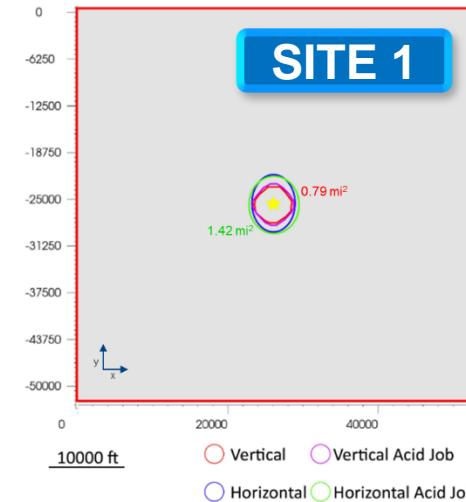 0
SITE 1
-6250
-12500
-18750
0.79 mi²
-25000
1.42 mi²
-31250
-37500
-43750
y
x
-50000
0 20000 40000
10000 ft
Vertical Vertical Acid Job
Horizontal Horizontal Acid Jo